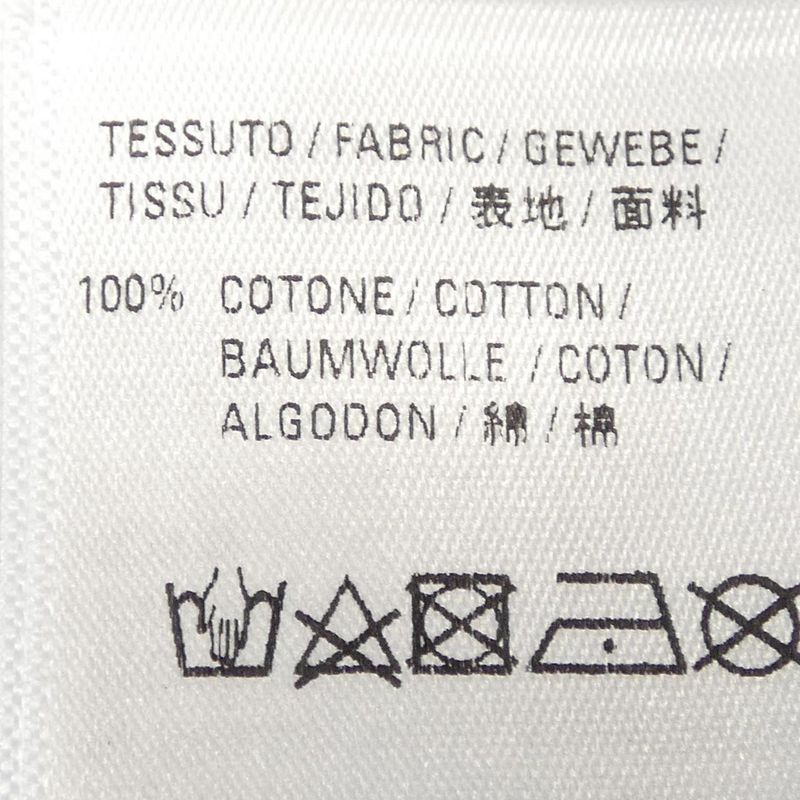 TESSUTO / FABRIC / GEWEBE /
TISSU / TEJIDO / 表地 / 面料
100% COTONE / COTTON /
BAUMWOLLE / COTON /
ALGODON / 綿 / 棉